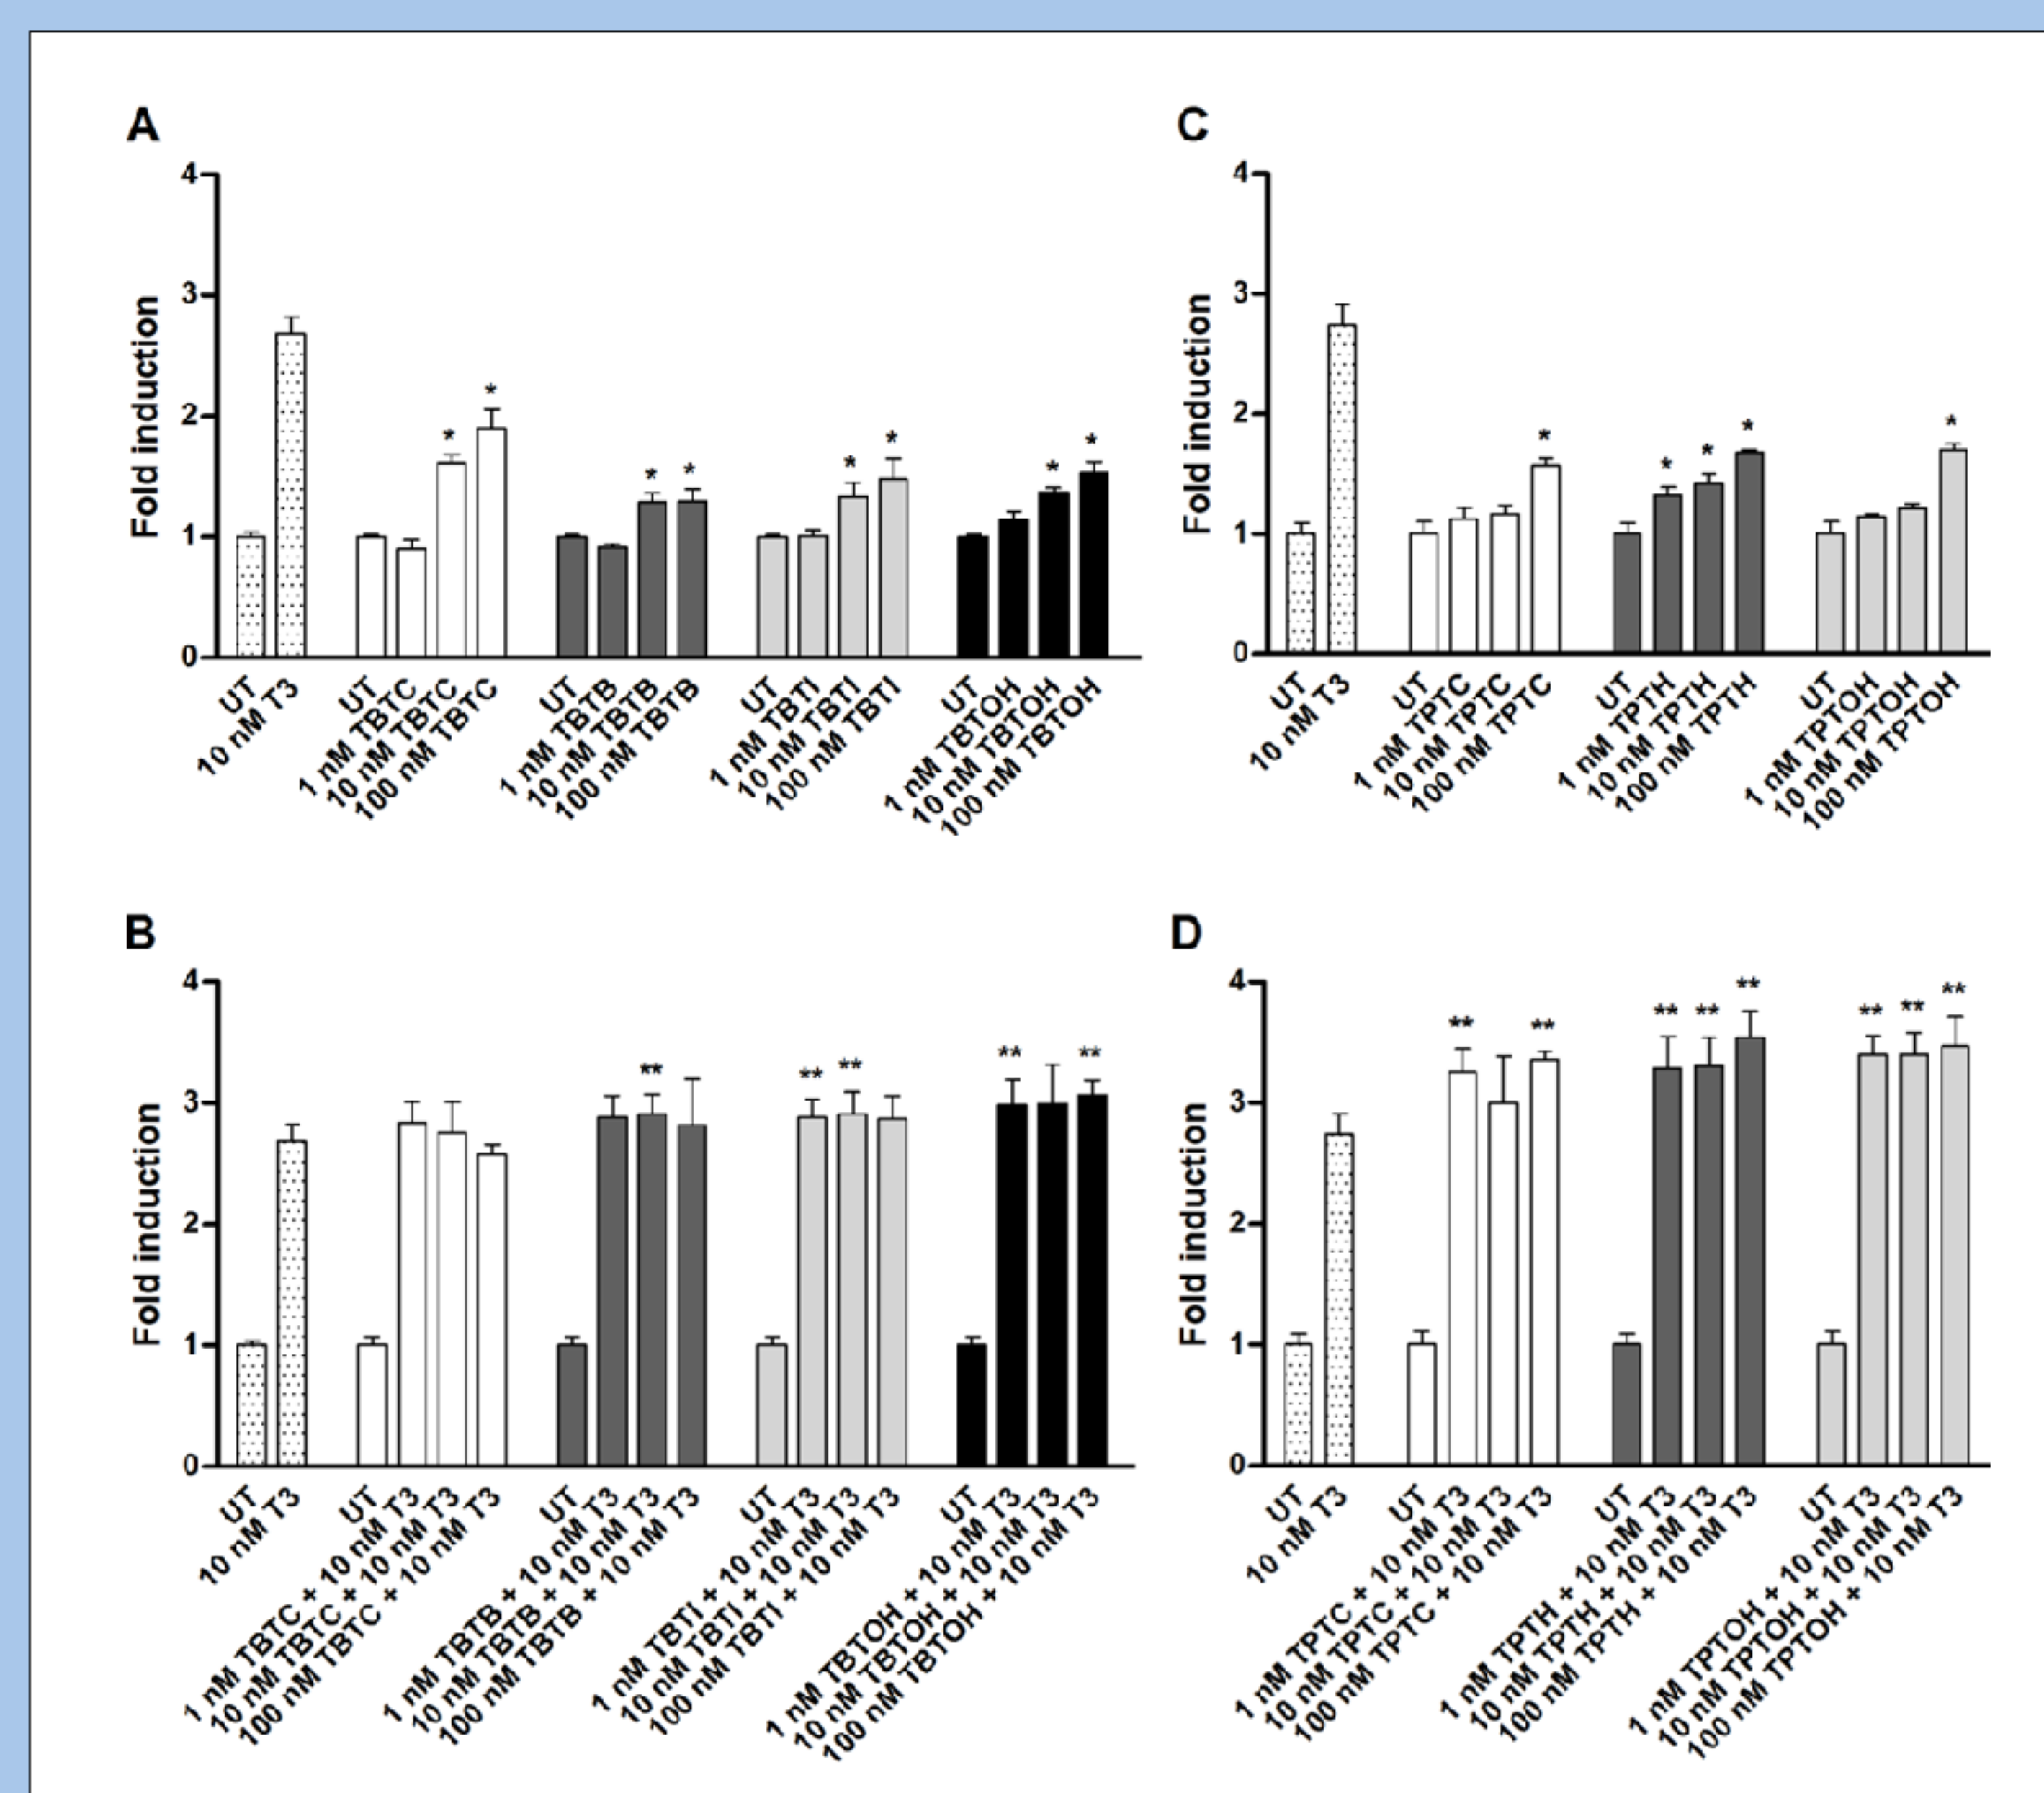 A
Fold induction
4
3
2
1
0
*
*
*
*
*
*
*
*
UT
10 nM T3
UT
1 nM TBTC
10 nM TBTC
100 nM TBTC
UT
1 nM TBTB
10 nM TBTB
100 nM TBTB
UT
1 nM TBTI
10 nM TBTI
100 nM TBTI
UT
1 nM TBTOH
10 nM TBTOH
100 nM TBTOH
C
Fold induction
4
3
2
1
0
*
*
*
*
*
UT
10 nM T3
UT
1 nM TPTC
10 nM TPTC
100 nM TPTC
UT
1 nM TPTH
10 nM TPTH
100 nM TPTH
UT
1 nM TPTOH
10 nM TPTOH
100 nM TPTOH
B
Fold induction
4
3
2
1
0
**
**
**
**
**
UT
10 nM T3
UT
1 nM TBTC + 10 nM T3
10 nM TBTC + 10 nM T3
100 nM TBTC + 10 nM T3
UT
1 nM TBTB + 10 nM T3
10 nM TBTB + 10 nM T3
100 nM TBTB + 10 nM T3
UT
1 nM TBTI + 10 nM T3
10 nM TBTI + 10 nM T3
100 nM TBTI + 10 nM T3
UT
1 nM TBTOH + 10 nM T3
10 nM TBTOH + 10 nM T3
100 nM TBTOH + 10 nM T3
D
Fold induction
4
3
2
1
0
**
**
**
**
**
**
**
**
UT
10 nM T3
UT
1 nM TPTC + 10 nM T3
10 nM TPTC + 10 nM T3
100 nM TPTC + 10 nM T3
UT
1 nM TPTH + 10 nM T3
10 nM TPTH + 10 nM T3
100 nM TPTH + 10 nM T3
UT
1 nM TPTOH + 10 nM T3
10 nM TPTOH + 10 nM T3
100 nM TPTOH + 10 nM T3